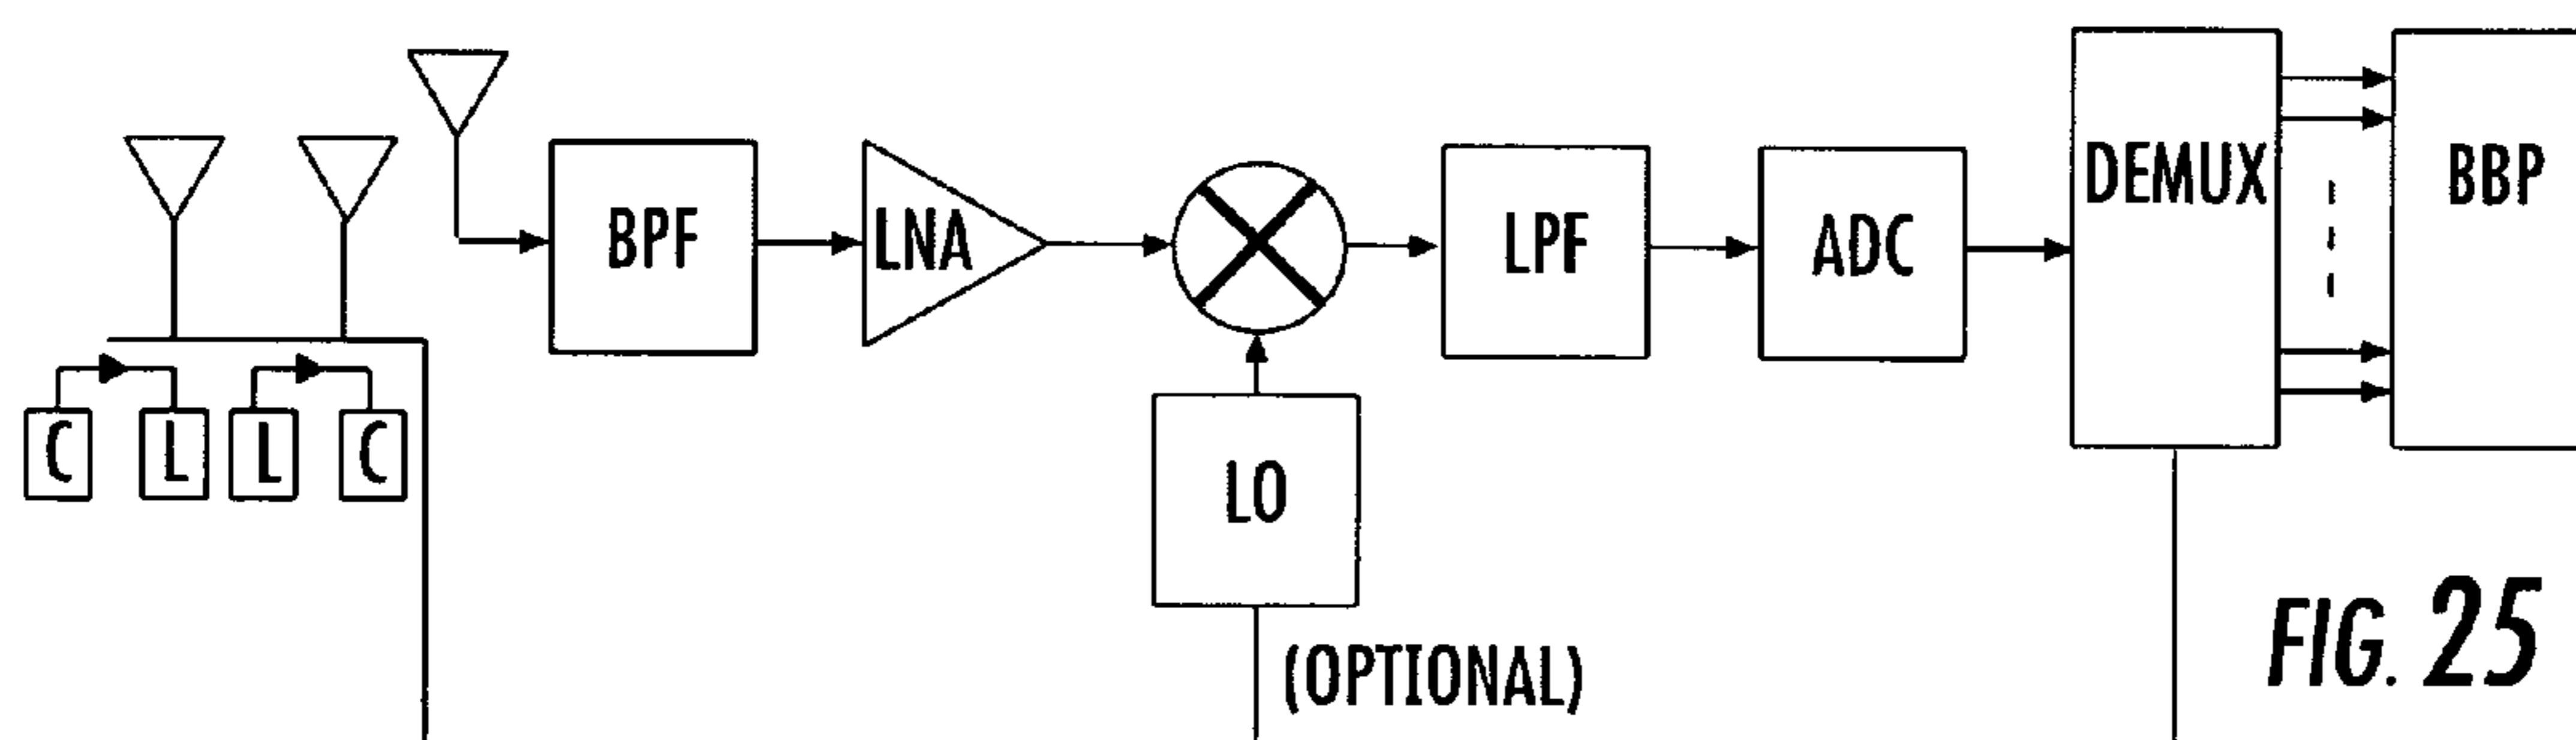 BPF
LNA
LPF
ADC
DEMUX
BBP
C
L
L
C
LO
(OPTIONAL)
FIG. 25